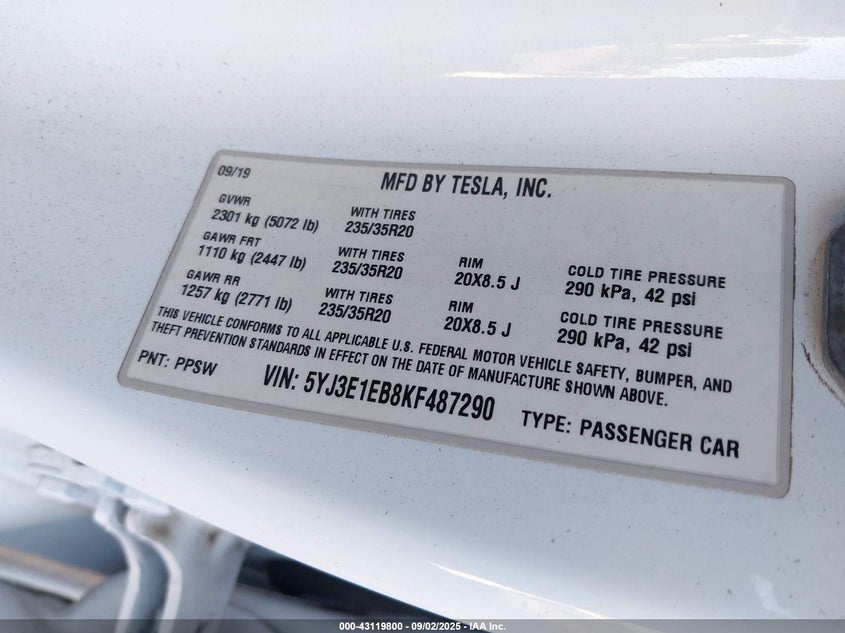 09/19
MFD BY TESLA, INC.
GVWR
2301 kg (5072 lb)
WITH TIRES
235/35R20
GAWR FRT
1110 kg (2447 lb)
WITH TIRES
235/35R20
RIM
20X8.5 J
COLD TIRE PRESSURE
290 kPa, 42 psi
GAWR RR
1257 kg (2771 lb)
WITH TIRES
235/35R20
RIM
20X8.5 J
COLD TIRE PRESSURE
290 kPa, 42 psi
THIS VEHICLE CONFORMS TO ALL APPLICABLE U.S. FEDERAL MOTOR VEHICLE SAFETY, BUMPER, AND
THEFT PREVENTION STANDARDS IN EFFECT ON THE DATE OF MANUFACTURE SHOWN ABOVE.
PNT: PPSW
VIN: 5YJ3E1EB8KF487290
TYPE: PASSENGER CAR
000-43119800 - 09/02/2025 - IAA Inc.